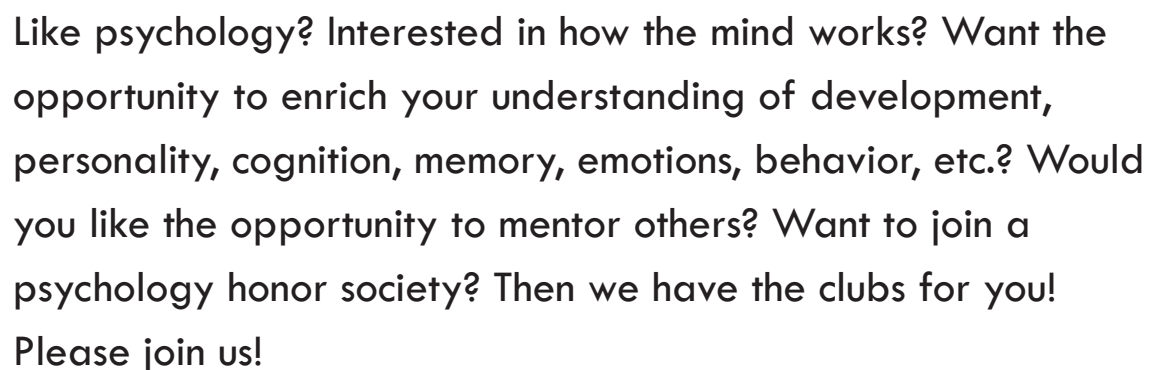 Like psychology? Interested in how the mind works? Want the
opportunity to enrich your understanding of development,
personality, cognition, memory, emotions, behavior, etc.? Would
you like the opportunity to mentor others? Want to join a
psychology honor society? Then we have the clubs for you!
Please join us!